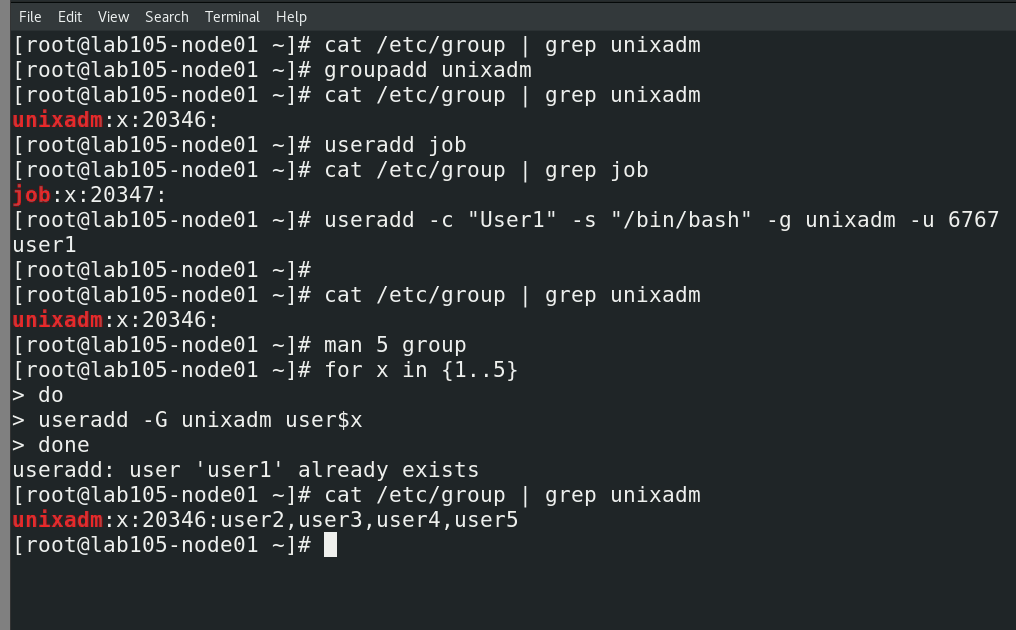 File Edit View Search Terminal Help
[root@lab105-node01 ~]# cat /etc/group | grep unixadm
[root@lab105-node01 ~]# groupadd unixadm
[root@lab105-node01 ~]# cat /etc/group | grep unixadm
unixadm:x:20346:
[root@lab105-node01 ~]# useradd job
[root@lab105-node01 ~]# cat /etc/group | grep job
job:x:20347:
[root@lab105-node01 ~]# useradd -c "User1" -s "/bin/bash" -g unixadm -u 6767
user1
[root@lab105-node01 ~]#
[root@lab105-node01 ~]# cat /etc/group | grep unixadm
unixadm:x:20346:
[root@lab105-node01 ~]# man 5 group
[root@lab105-node01 ~]# for x in {1..5}
> do
> useradd -G unixadm user$x
> done
useradd: user 'user1' already exists
[root@lab105-node01 ~]# cat /etc/group | grep unixadm
unixadm:x:20346:user2,user3,user4,user5
[root@lab105-node01 ~]#